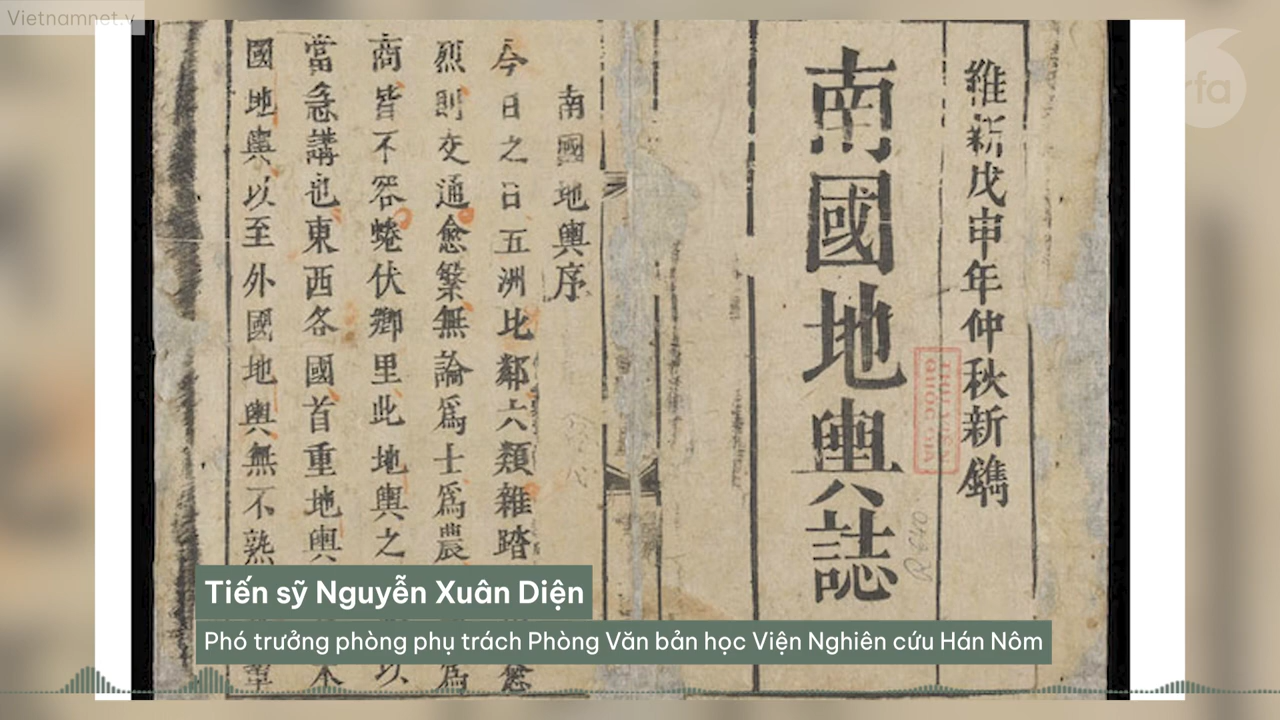 Vietnamnet.v
rfa
維新戊申年仲秋新鐫
南國地輿誌
THƯ VIỆN
QUỐC GIA
南國地輿序
今日之日五洲比鄰六類雜踏
烈則交通愈繁無論爲士爲農
商皆不容蜷伏鄉里此地輿之
當急講也東西各國首重地輿
國地輿以至外國地輿無不熟
Tiến sỹ Nguyễn Xuân Diện
Phó trưởng phòng phụ trách Phòng Văn bản học Viện Nghiên cứu Hán Nôm